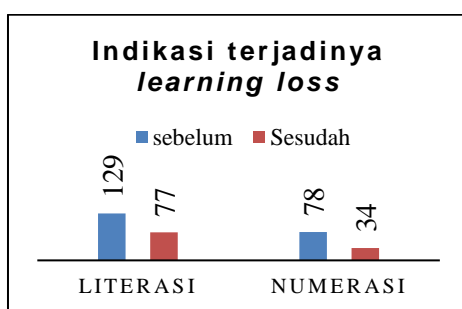 Indikasi terjadinya
learning loss
sebelum Sesudah
129 77 78 34
LITERASI NUMERASI